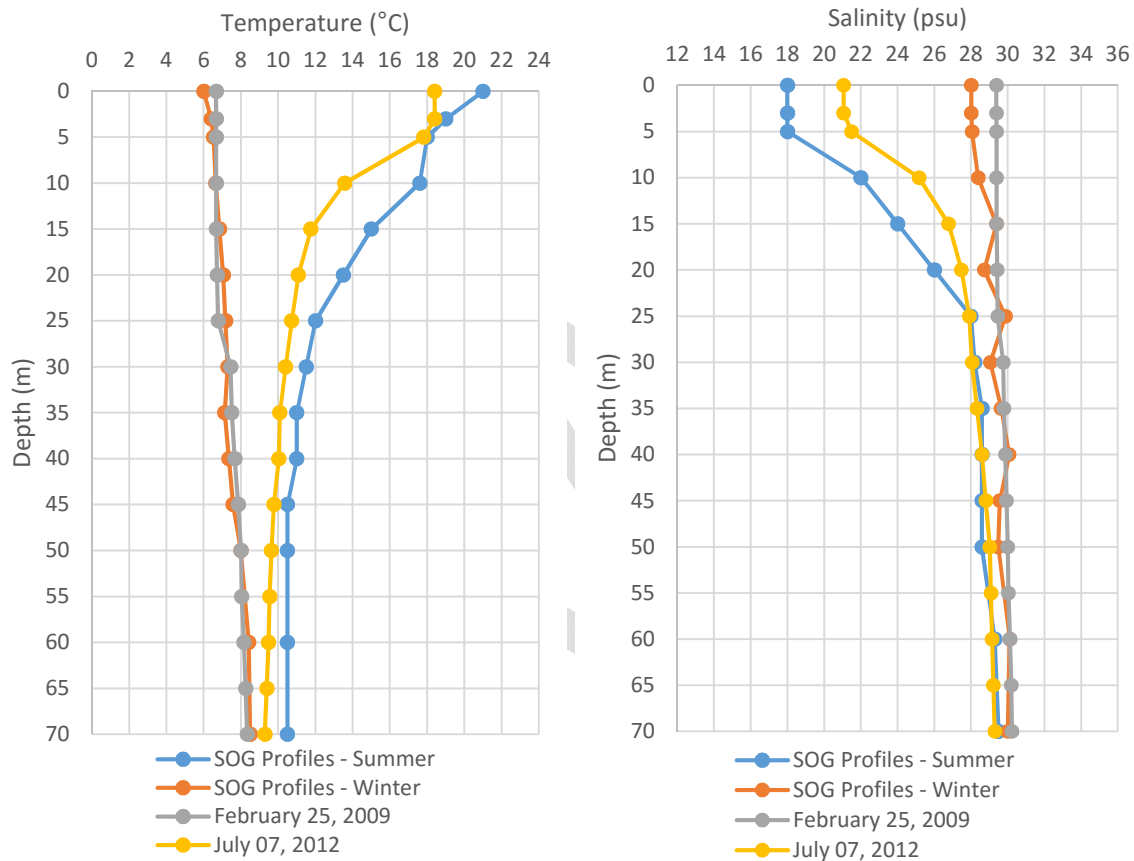 Temperature (°C)
0 2 4 6 8 10 12 14 16 18 20 22 24
0
5
10
15
20
25
30
35
40
45
50
55
60
65
70
Depth (m)
SOG Profiles - Summer
SOG Profiles - Winter
February 25, 2009
July 07, 2012
Salinity (psu)
12 14 16 18 20 22 24 26 28 30 32 34 36
0
5
10
15
20
25
30
35
40
45
50
55
60
65
70
Depth (m)
SOG Profiles - Summer
SOG Profiles - Winter
February 25, 2009
July 07, 2012